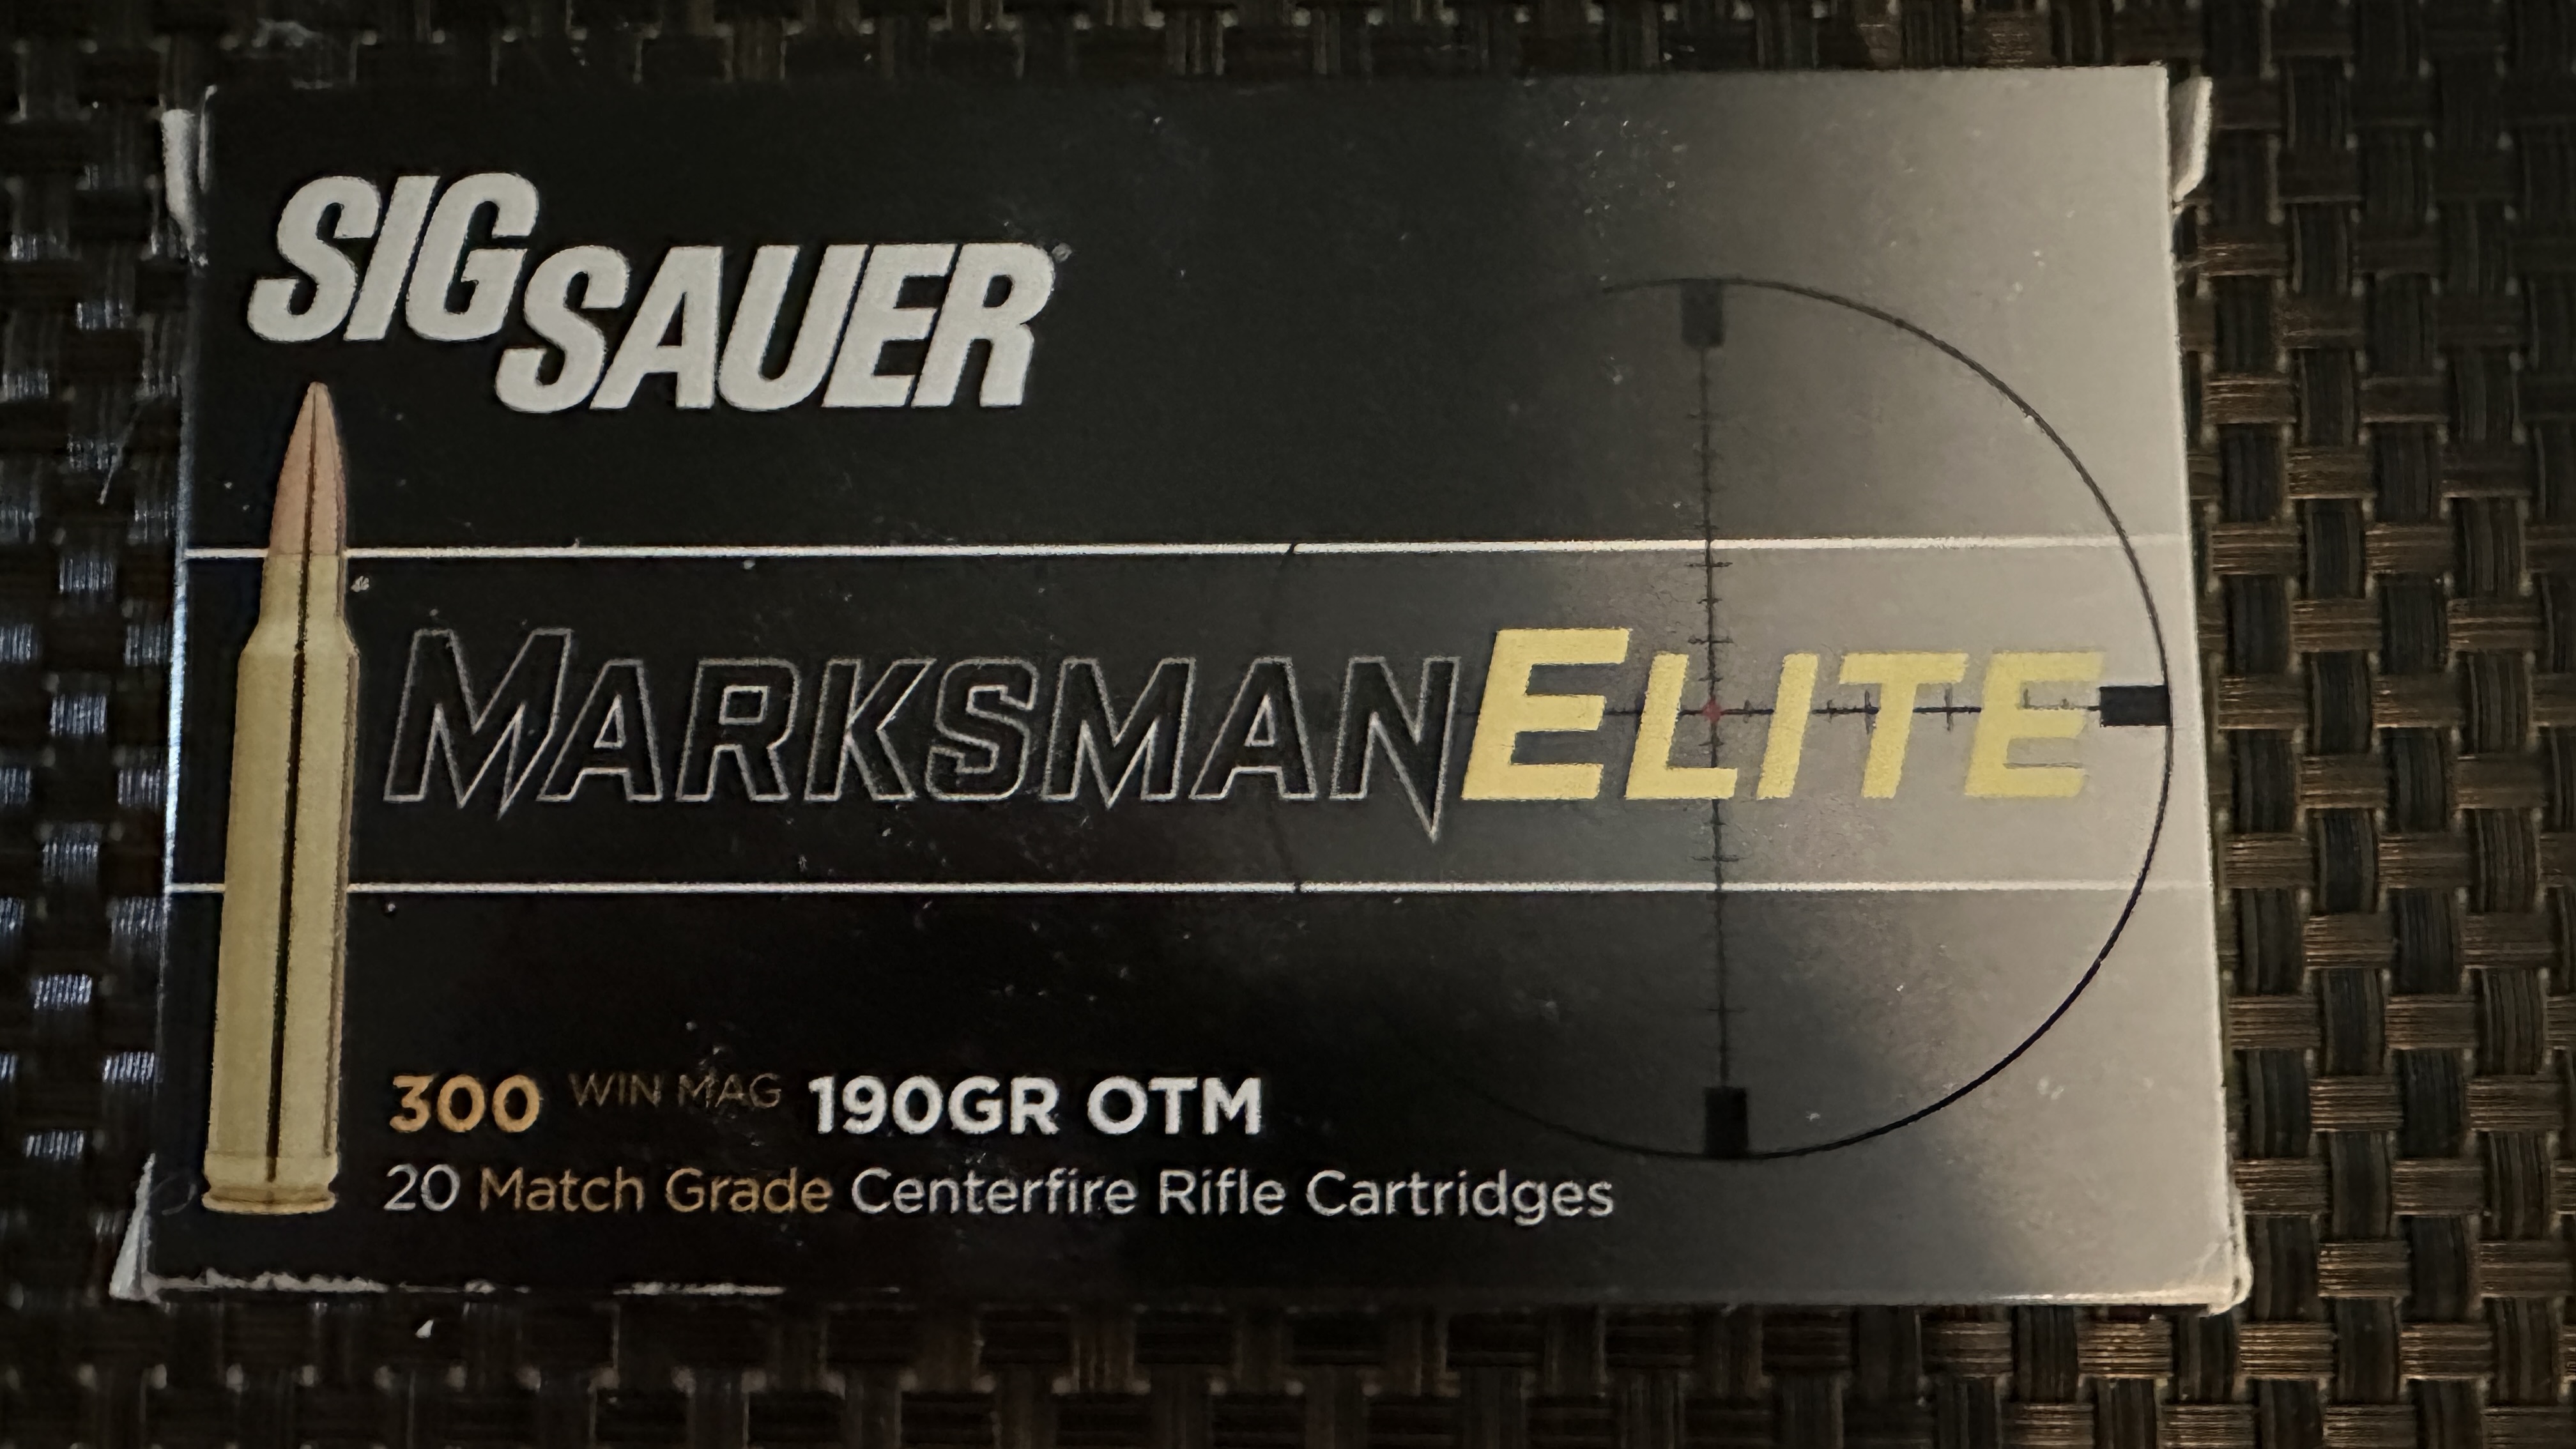 SIG SAUER
MARKSMAN ELITE
300 WIN MAG 190GR OTM
20 Match Grade Centerfire Rifle Cartridges